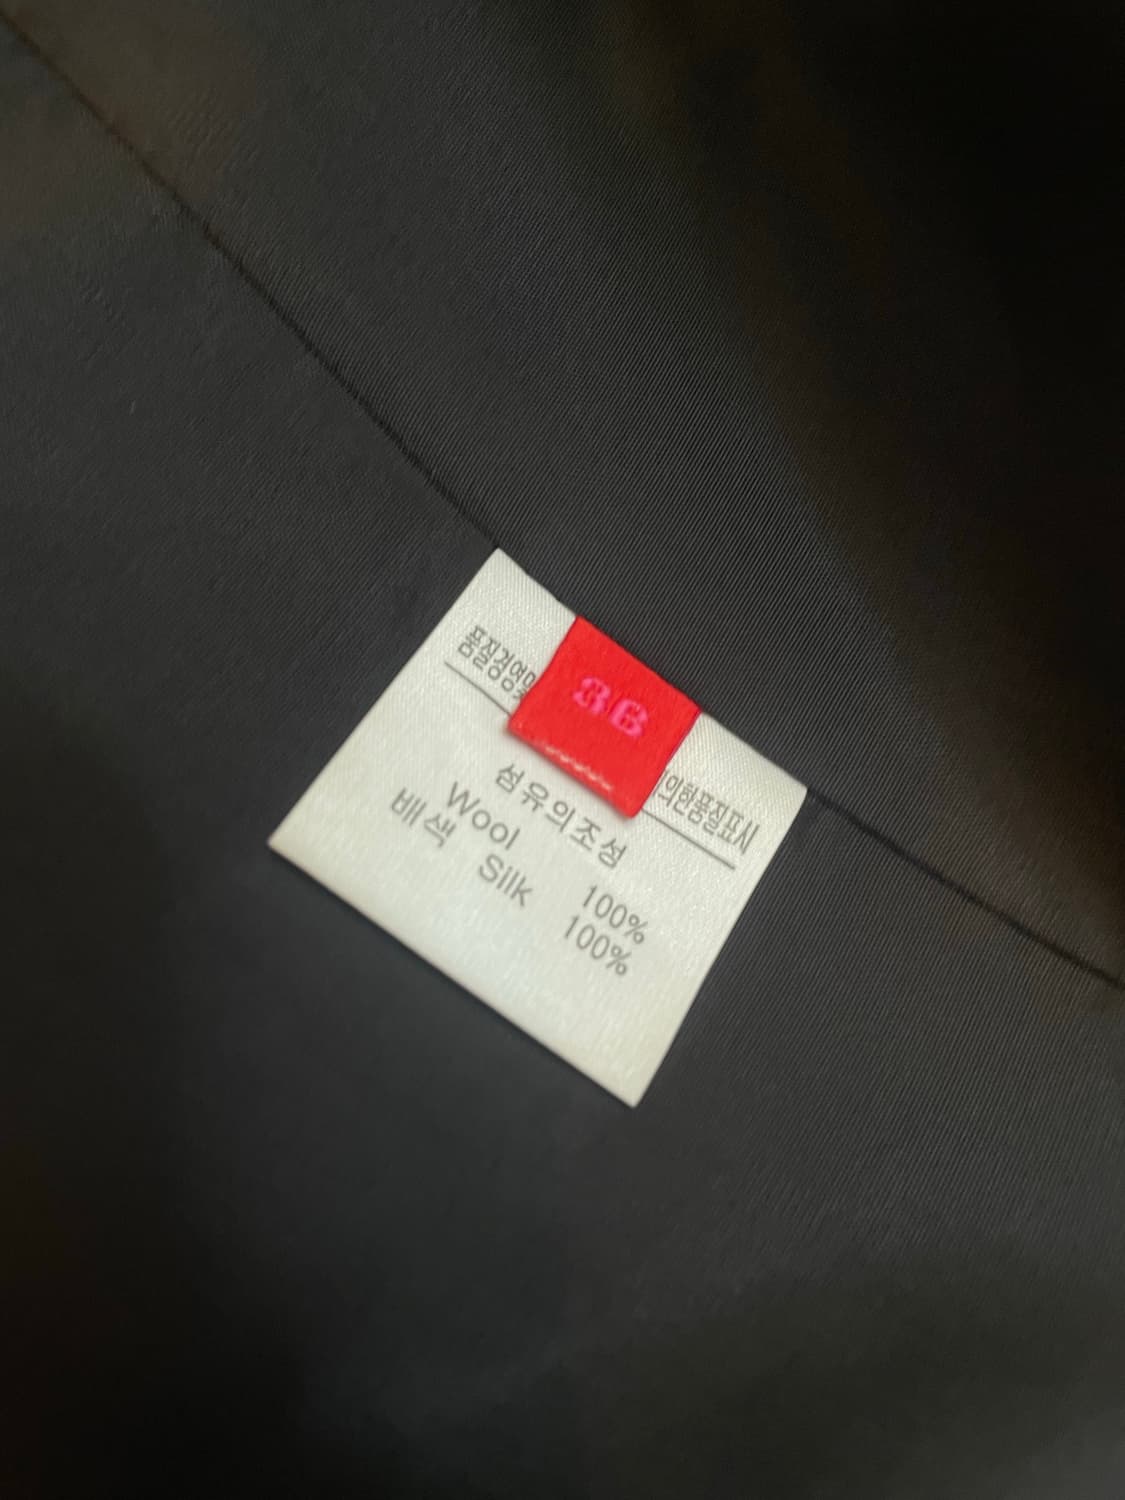 36
품질경영및 의한품질표시
섬유의조성
Wool 100%
배색 Silk 100%